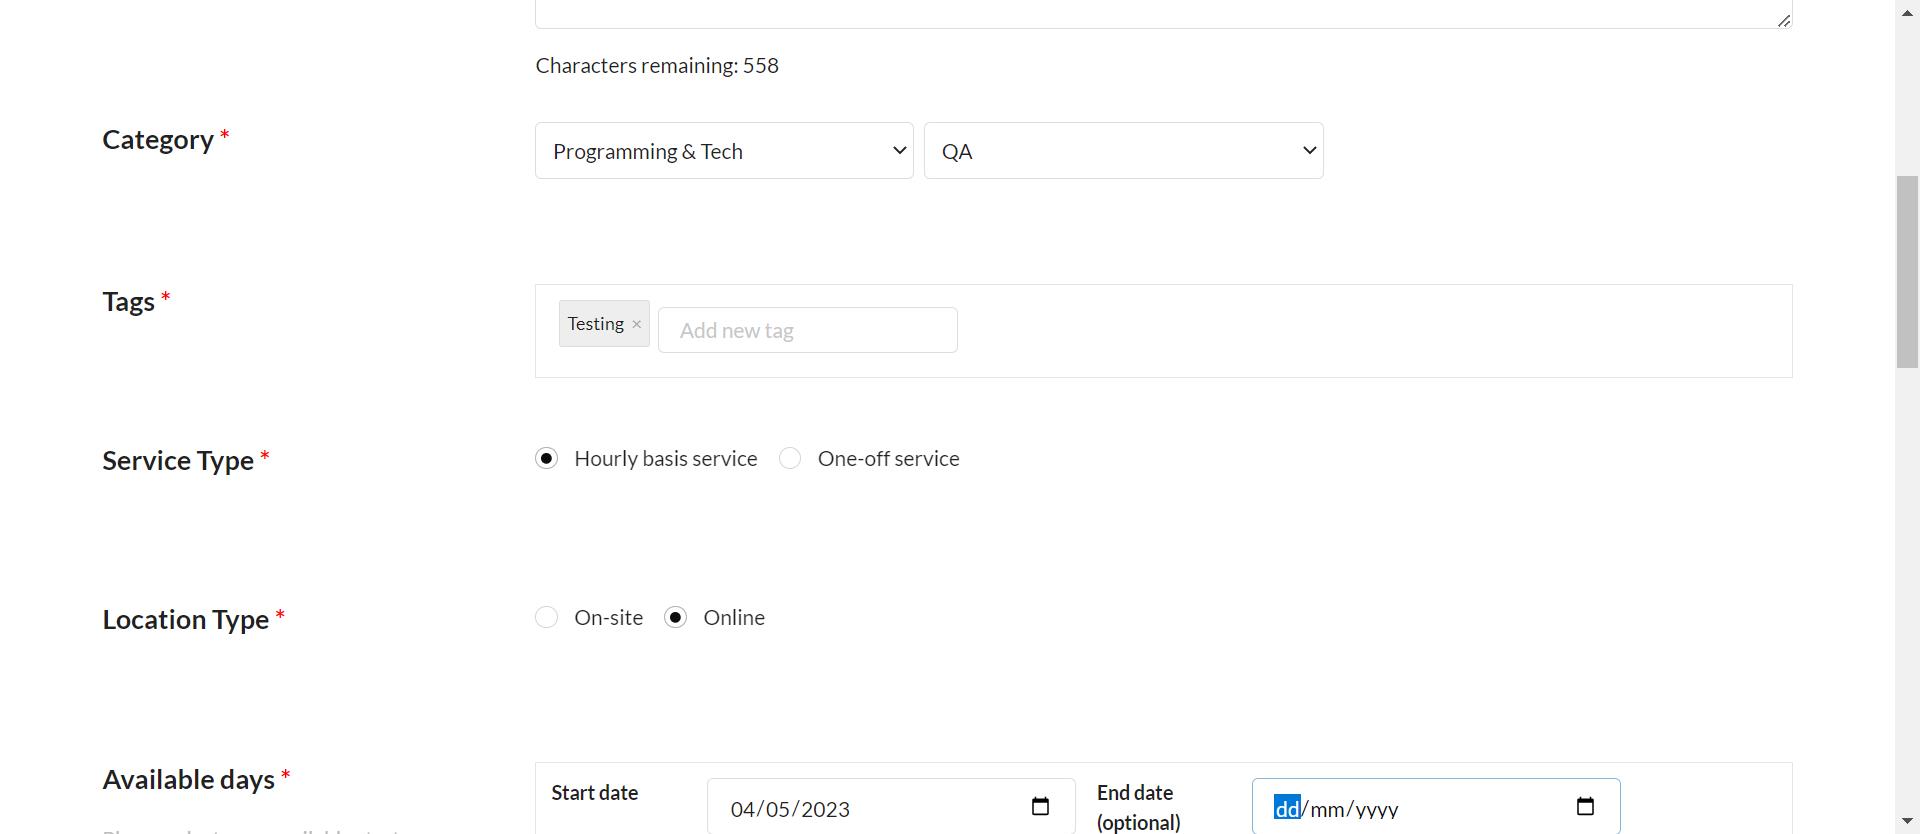 Characters remaining: 558
Category *
Programming & Tech
QA
Tags *
Testing ×
Add new tag
Service Type *
Hourly basis service
One-off service
Location Type *
On-site
Online
Available days *
Start date
04/05/2023
End date
(optional)
dd/mm/yyyy